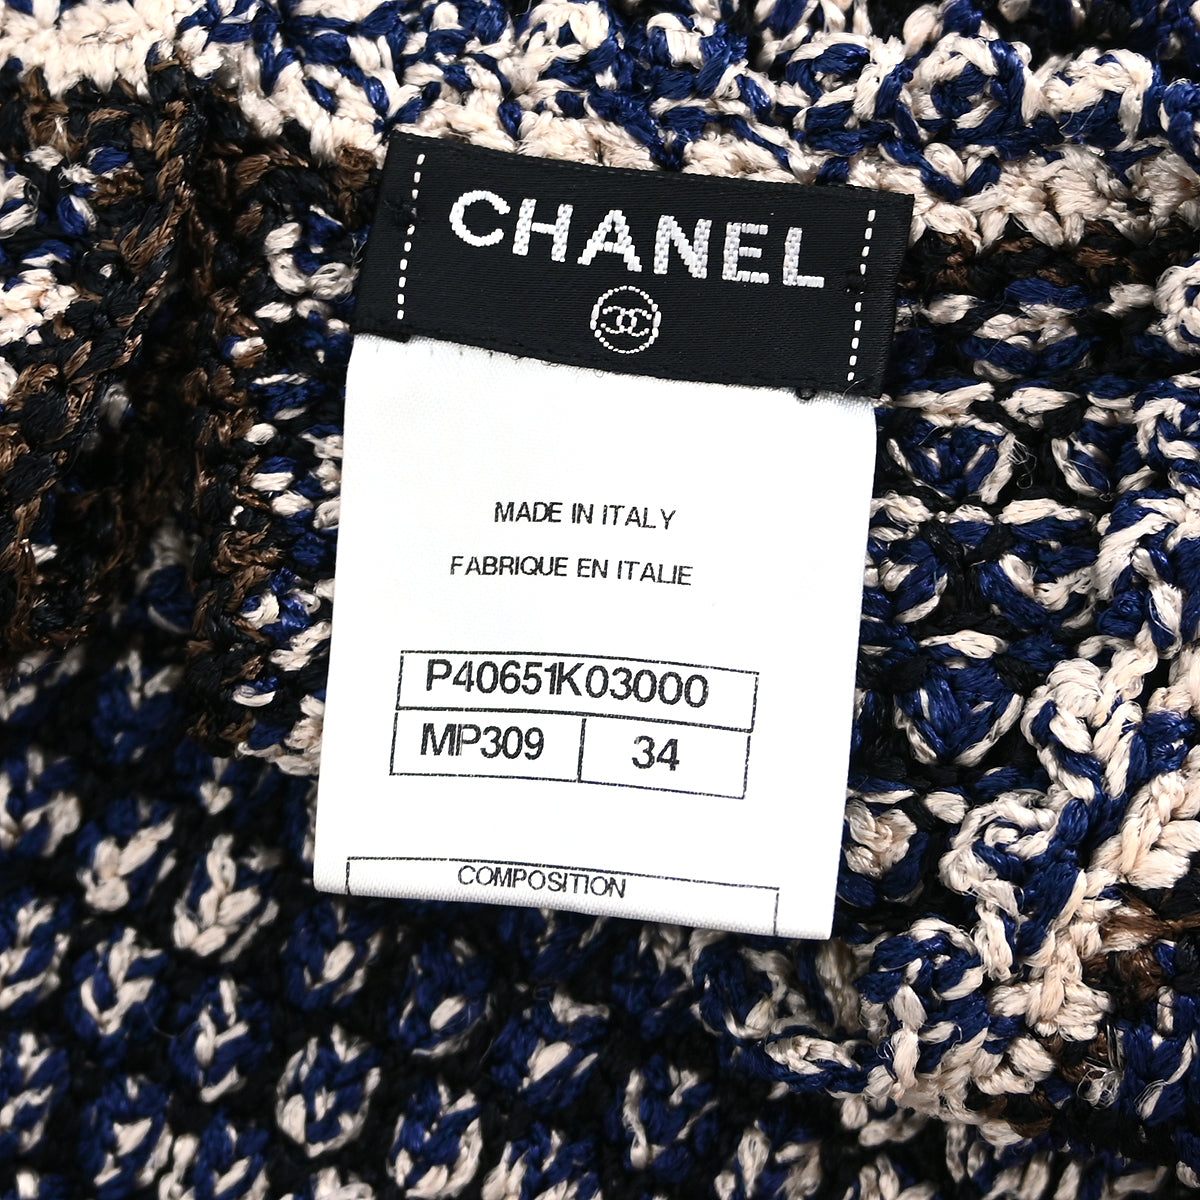 CHANEL
MADE IN ITALY
FABRIQUE EN ITALIE
P40651K03000
MP309 34
COMPOSITION